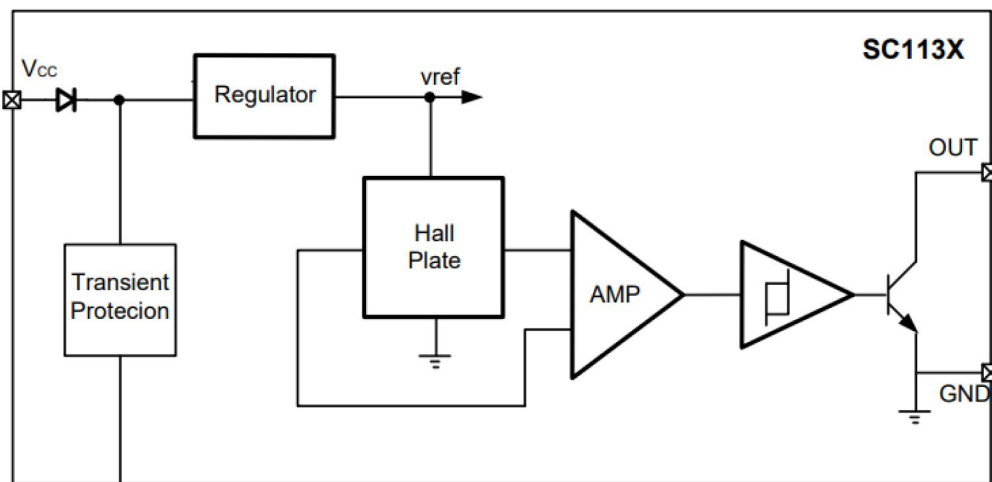 SC113X
Vcc
Regulator
vref
OUT
Hall
Plate
Transient
Protecion
AMP
GND